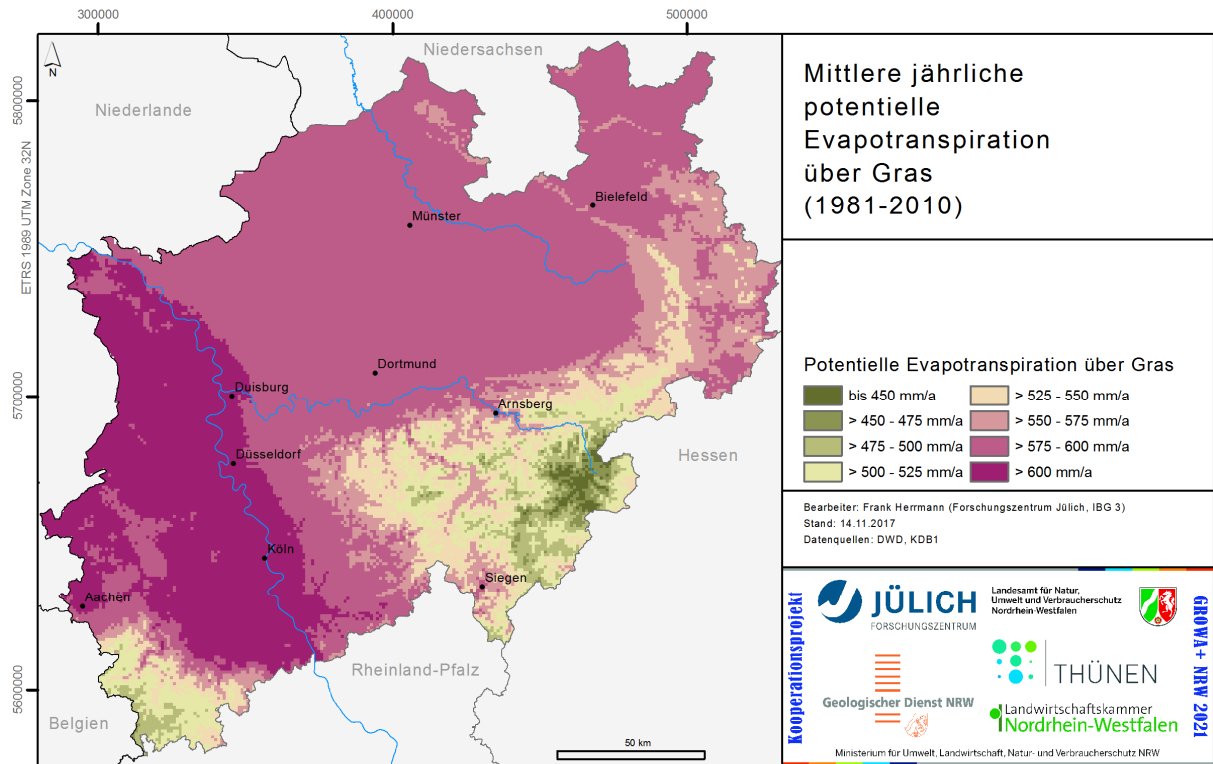 300000
400000
500000
5800000
5700000
5600000
ETRS 1989 UTM Zone 32N
N
Niederlande
Niedersachsen
Hessen
Rheinland-Pfalz
Belgien
Bielefeld
Münster
Dortmund
Duisburg
Arnsberg
Düsseldorf
Köln
Siegen
Aachen
50 km
Mittlere jährliche
potentielle
Evapotranspiration
über Gras
(1981-2010)
Potentielle Evapotranspiration über Gras
bis 450 mm/a
> 450 - 475 mm/a
> 475 - 500 mm/a
> 500 - 525 mm/a
> 525 - 550 mm/a
> 550 - 575 mm/a
> 575 - 600 mm/a
> 600 mm/a
Bearbeiter: Frank Herrmann (Forschungszentrum Jülich, IBG 3)
Stand: 14.11.2017
Datenquellen: DWD, KDB1
Kooperationsprojekt
JÜLICH
FORSCHUNGSZENTRUM
Landesamt für Natur,
Umwelt und Verbraucherschutz
Nordrhein-Westfalen
THÜNEN
Geologischer Dienst NRW
Landwirtschaftskammer
Nordrhein-Westfalen
GROWA+ NRW 2021
Ministerium für Umwelt, Landwirtschaft, Natur- und Verbraucherschutz NRW